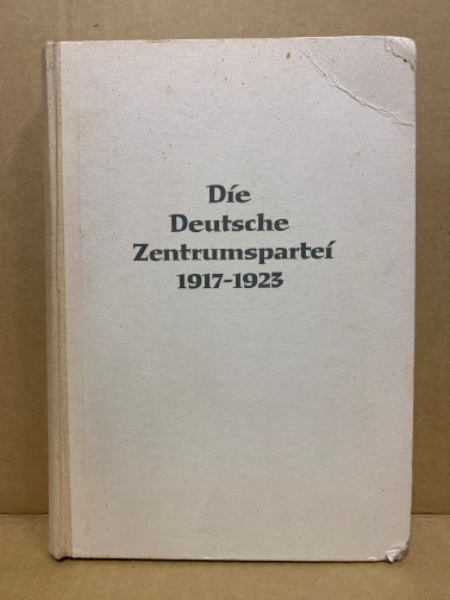 Die
Deutsche
Zentrumspartei
1917-1923